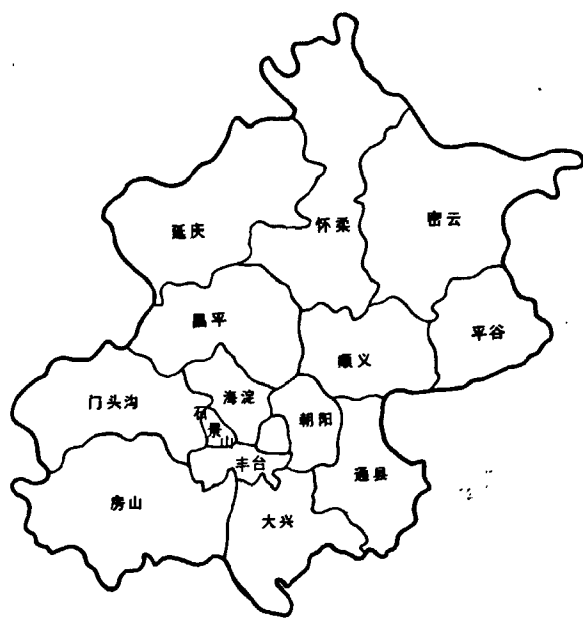 延庆
怀柔
密云
昌平
顺义
平谷
门头沟
海淀
石景山
朝阳
丰台
通县
房山
大兴